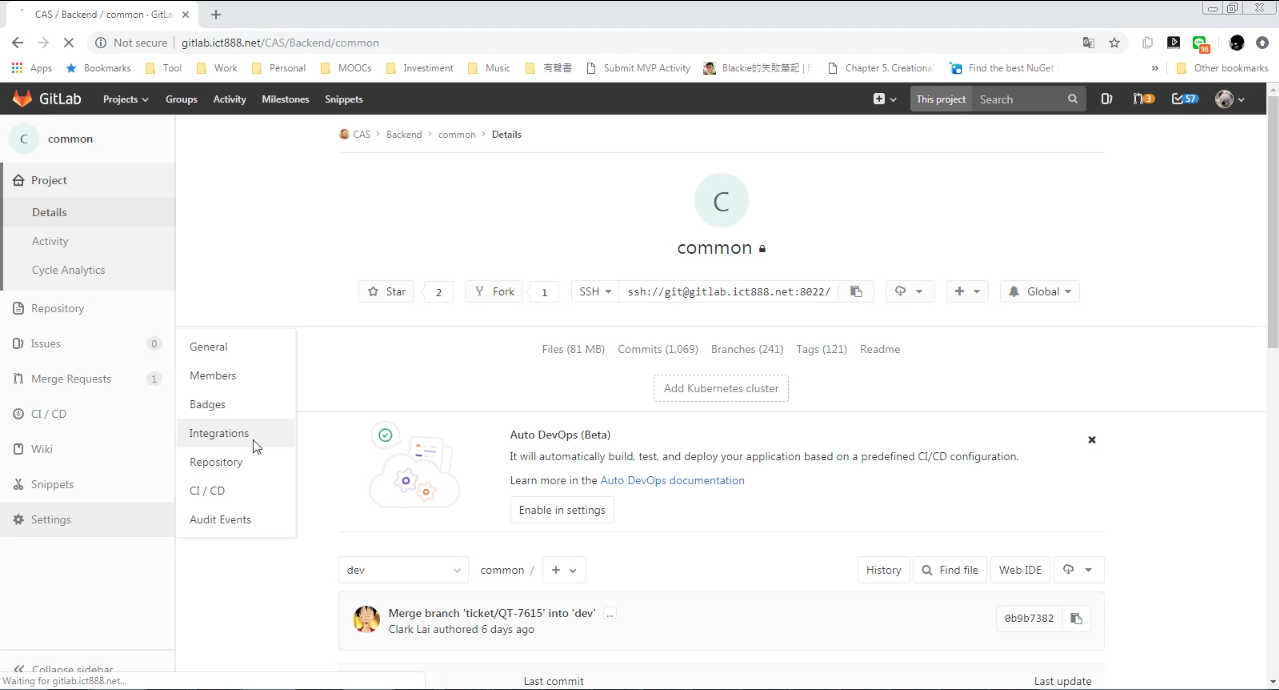 CAS / Backend / common · GitLa
Not secure | gitlab.ict888.net/CAS/Backend/common
98
Apps Bookmarks Tool Work Personal MOOCs Investiment Music 有聲書 Submit MVP Activity Blackie的失敗筆記 | Chapter 5. Creationa Find the best NuGet » Other bookmarks
GitLab Projects Groups Activity Milestones Snippets This project Search 3 57
C common
CAS > Backend > common > Details
Project
Details
Activity
Cycle Analytics
Repository
Issues 0
Merge Requests 1
CI / CD
Wiki
Snippets
Settings
Collapse sidebar
Waiting for gitlab.ict888.net...
General
Members
Badges
Integrations
Repository
CI / CD
Audit Events
C
common
Star 2 Fork 1 SSH ssh://git@gitlab.ict888.net:8022/ + Global
Files (81 MB) Commits (1,069) Branches (241) Tags (121) Readme
Add Kubernetes cluster
Auto DevOps (Beta)
It will automatically build, test, and deploy your application based on a predefined CI/CD configuration.
Learn more in the Auto DevOps documentation
Enable in settings
dev common / + History Find file Web IDE
Merge branch 'ticket/QT-7615' into 'dev' ...
Clark Lai authored 6 days ago
0b9b7382
Last commit Last update